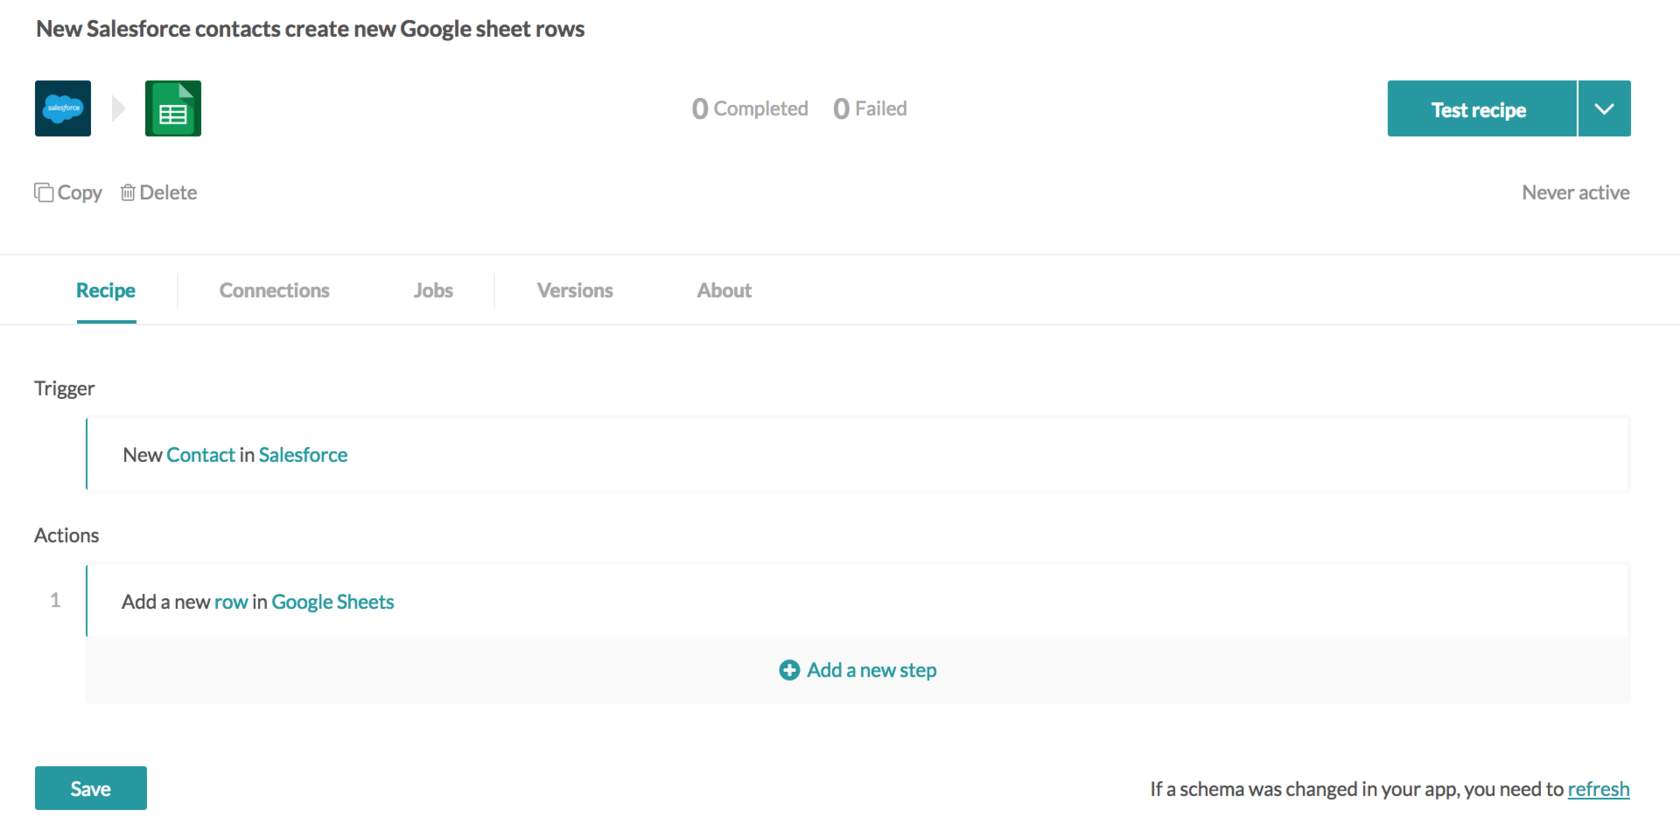 New Salesforce contacts create new Google sheet rows
salesforce
0 Completed 0 Failed
Test recipe
Copy Delete
Never active
Recipe Connections Jobs Versions About
Trigger
New Contact in Salesforce
Actions
1 Add a new row in Google Sheets
Add a new step
Save
If a schema was changed in your app, you need to refresh